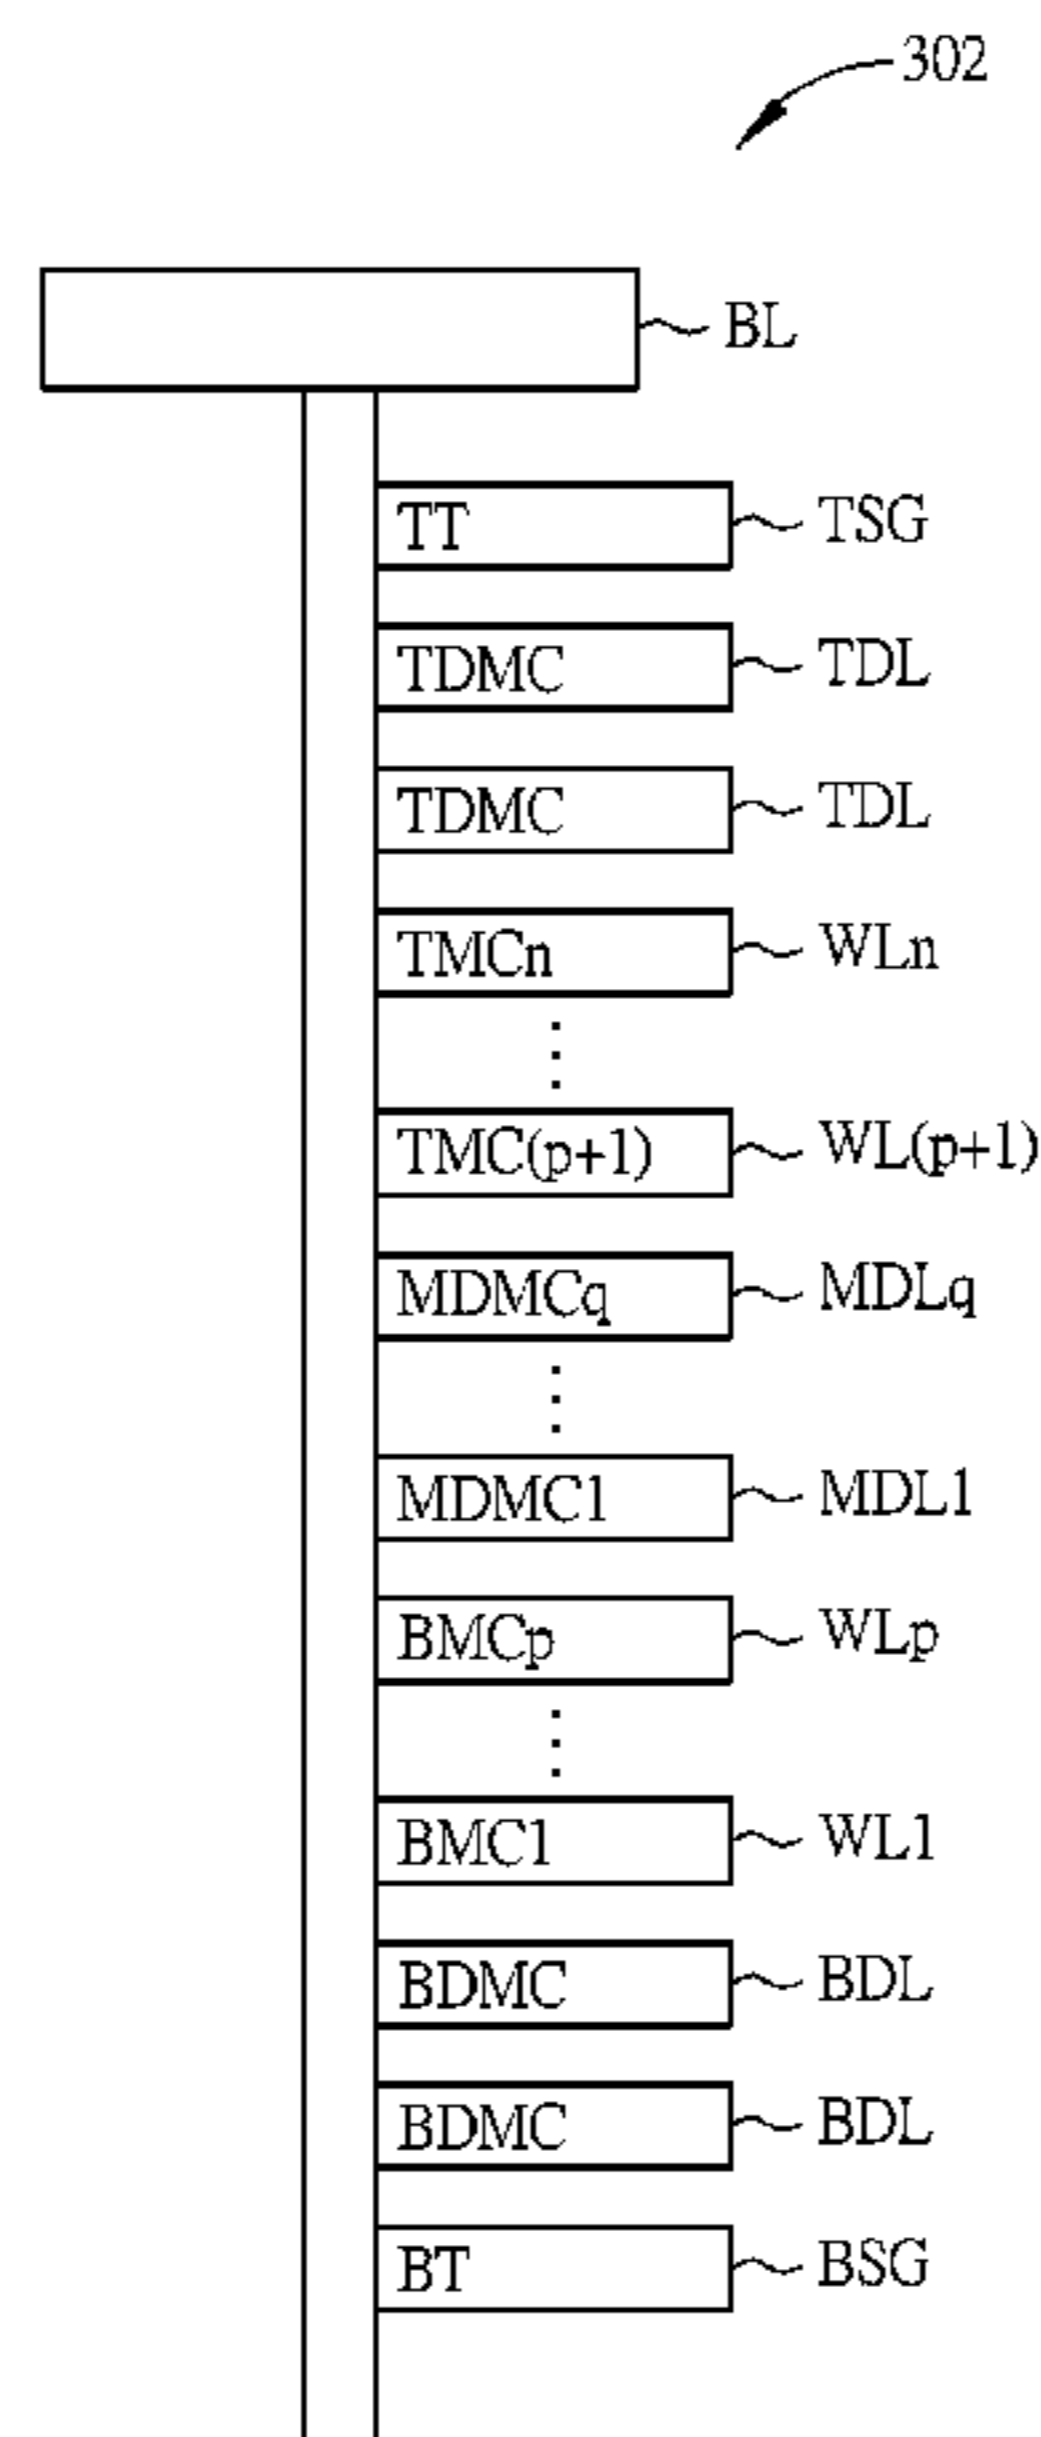 302
BL
TT TSG
TDMC TDL
TDMC TDL
TMCn WLn
TMC(p+1) WL(p+1)
MDMCq MDLq
MDMC1 MDL1
BMCp WLp
BMC1 WL1
BDMC BDL
BDMC BDL
BT BSG